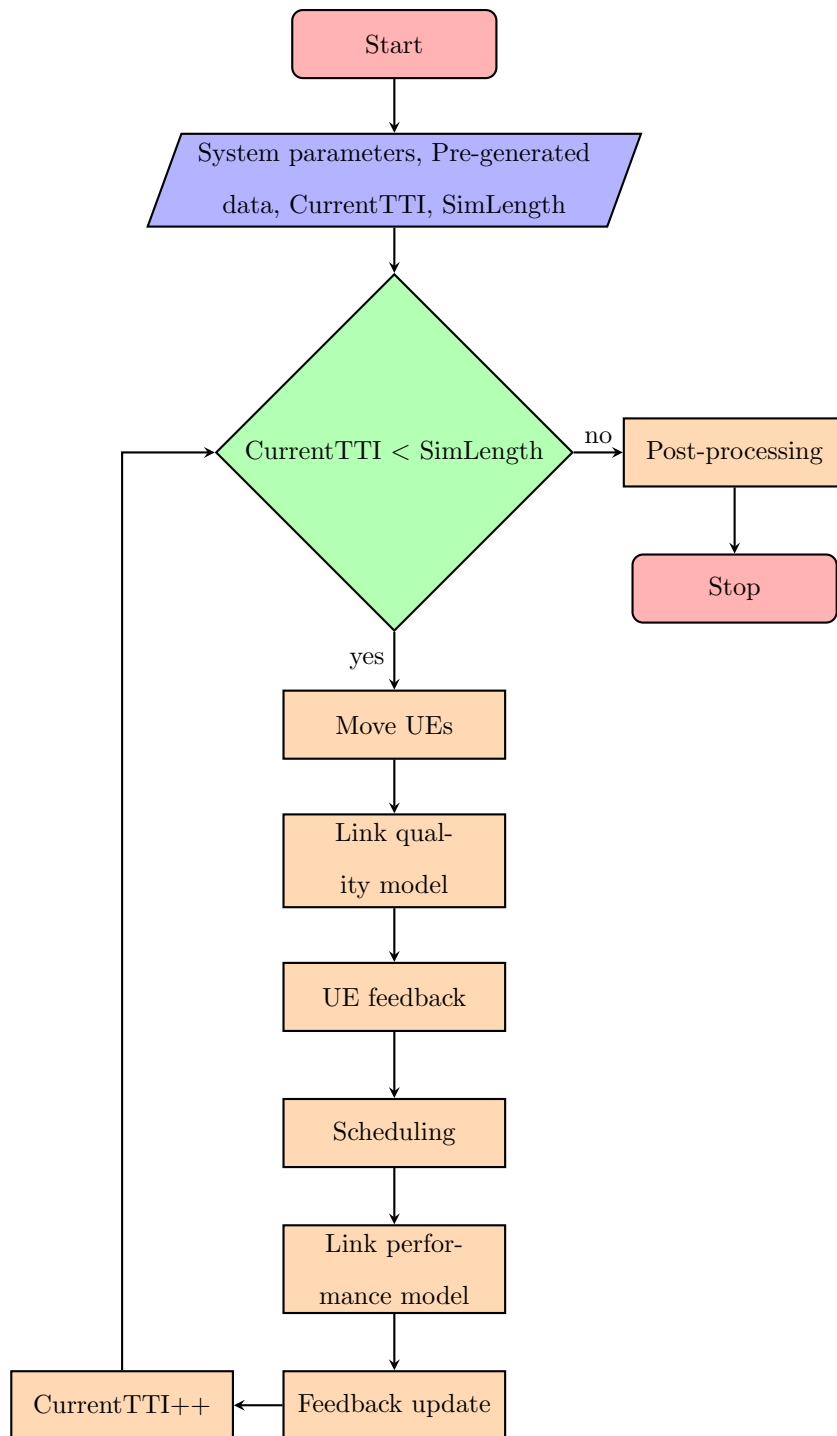 Start
System parameters, Pre-generated
data, CurrentTTI, SimLength
CurrentTTI < SimLength
no
Post-processing
Stop
yes
Move UEs
Link qual-
ity model
UE feedback
Scheduling
Link perfor-
mance model
Feedback update
CurrentTTI++